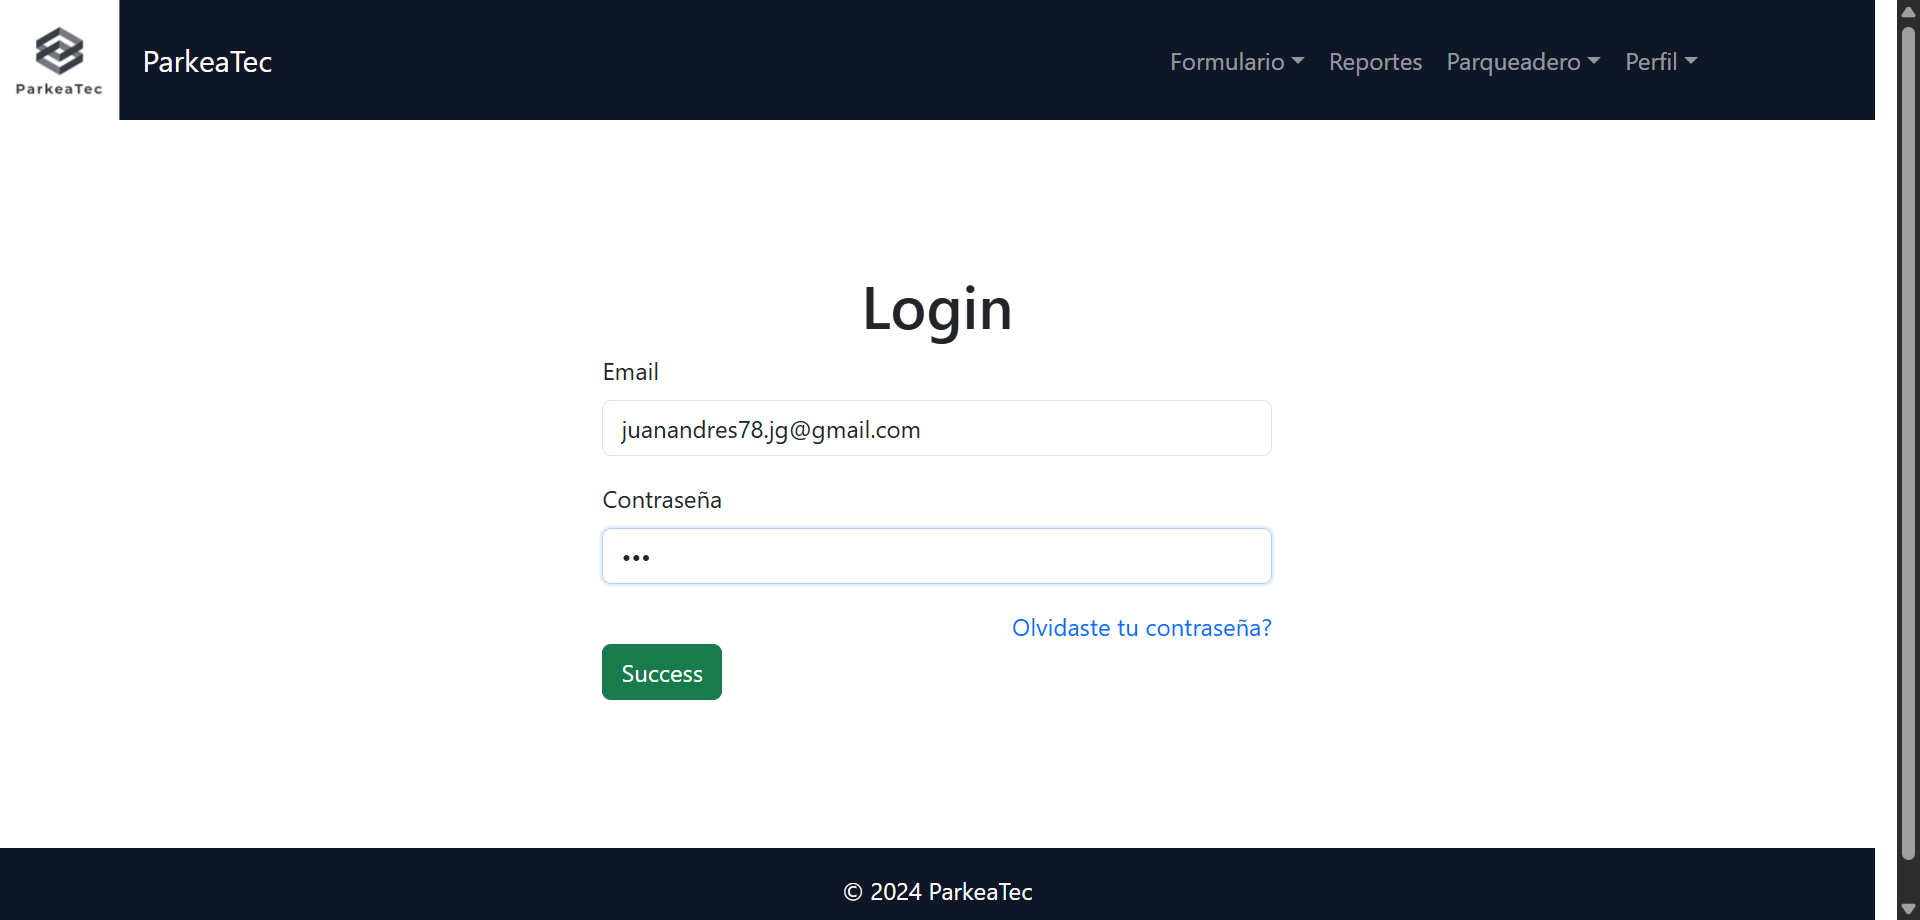 ParkeaTec
ParkeaTec Formulario Reportes Parqueadero Perfil
Login
Email
juanandres78.jg@gmail.com
Contraseña
•••
Olvidaste tu contraseña?
Success
© 2024 ParkeaTec